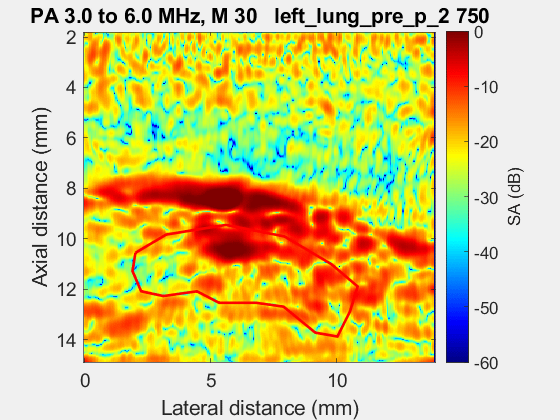 PA 3.0 to 6.0 MHz, M 30 left_lung_pre_p_2 750
2
4
6
8
10
12
14
Axial distance (mm)
0 5 10
Lateral distance (mm)
0
-10
-20
-30
-40
-50
-60
SA (dB)